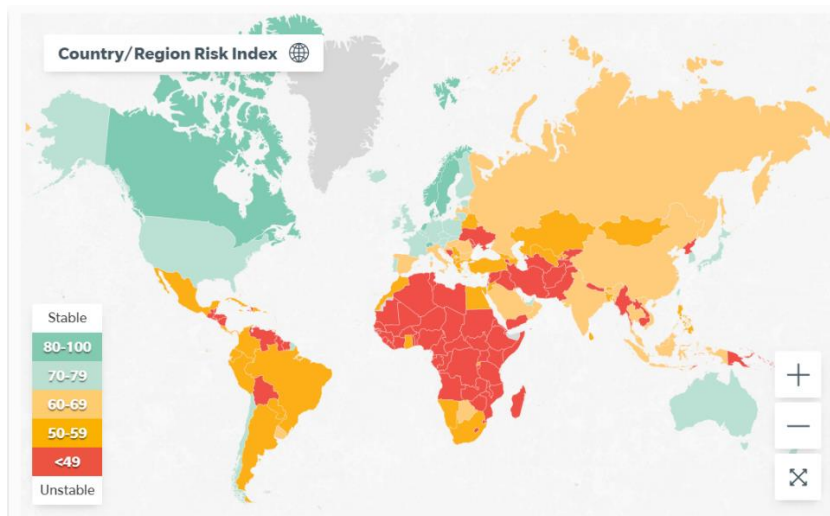 Country/Region Risk Index
Stable
80-100
70-79
60-69
50-59
<49
Unstable